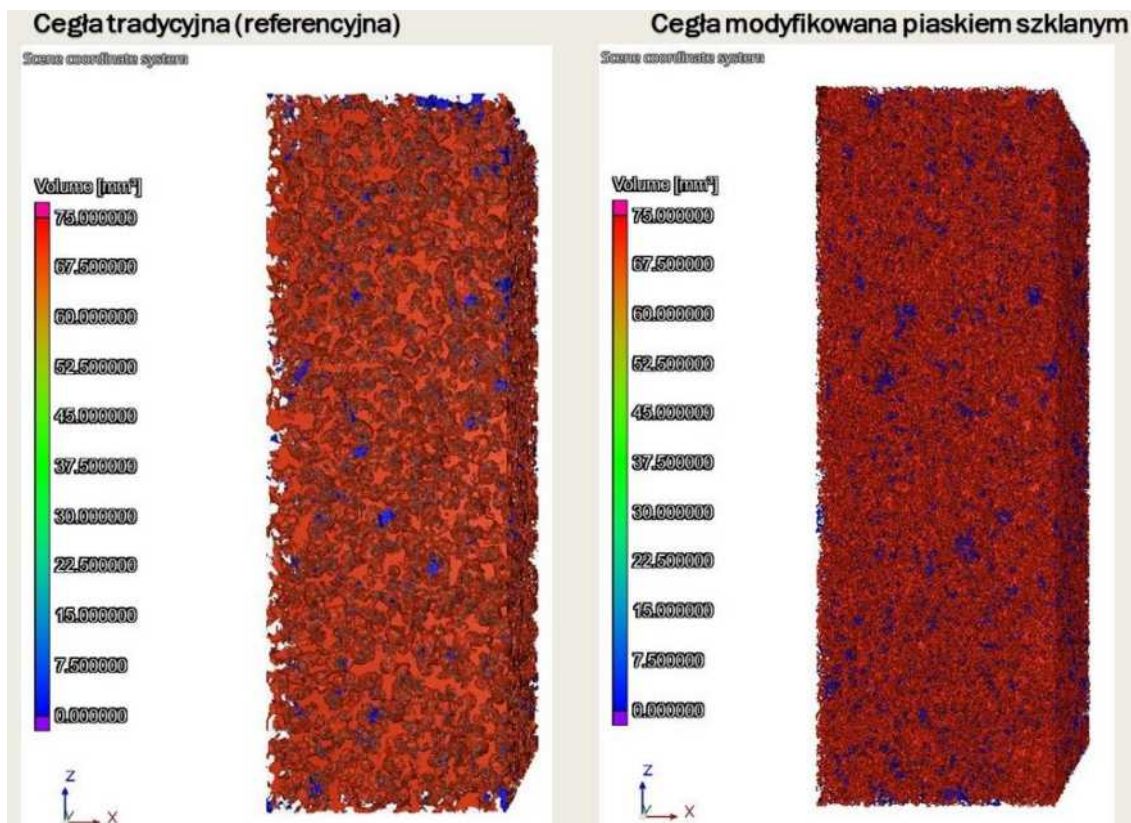 Cegła tradycyjna (referencyjna)
Scene coordinate system
Volume [mm³]
75.000000
67.500000
60.000000
52.500000
45.000000
37.500000
30.000000
22.500000
15.000000
7.500000
0.000000
Z
Y
X
Cegła modyfikowana piaskiem szklanym
Scene coordinate system
Volume [mm³]
75.000000
67.500000
60.000000
52.500000
45.000000
37.500000
30.000000
22.500000
15.000000
7.500000
0.000000
Z
Y
X